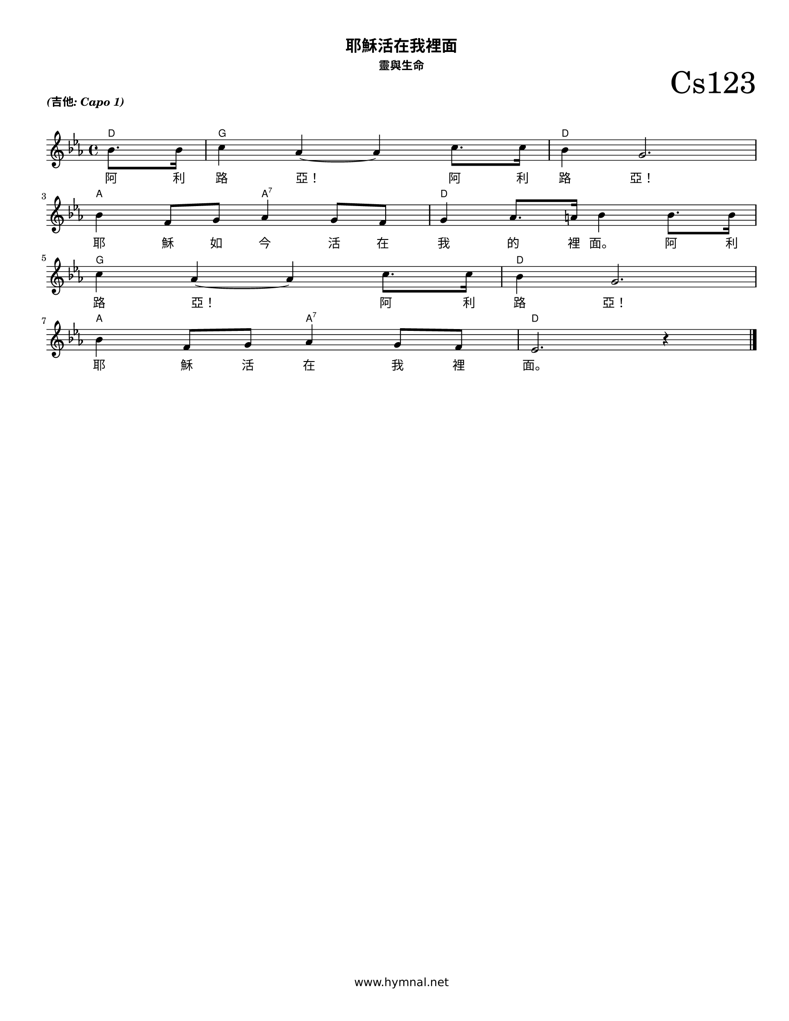 耶穌活在我裡面
靈與生命
Cs123
(吉他: Capo 1)
D G D
阿 利 路 亞! 阿 利 路 亞!
3
A A7 D
耶 穌 如 今 活 在 我 的 裡 面。 阿 利
5
G D
路 亞! 阿 利 路 亞!
7
A A7 D
耶 穌 活 在 我 裡 面。
www.hymnal.net